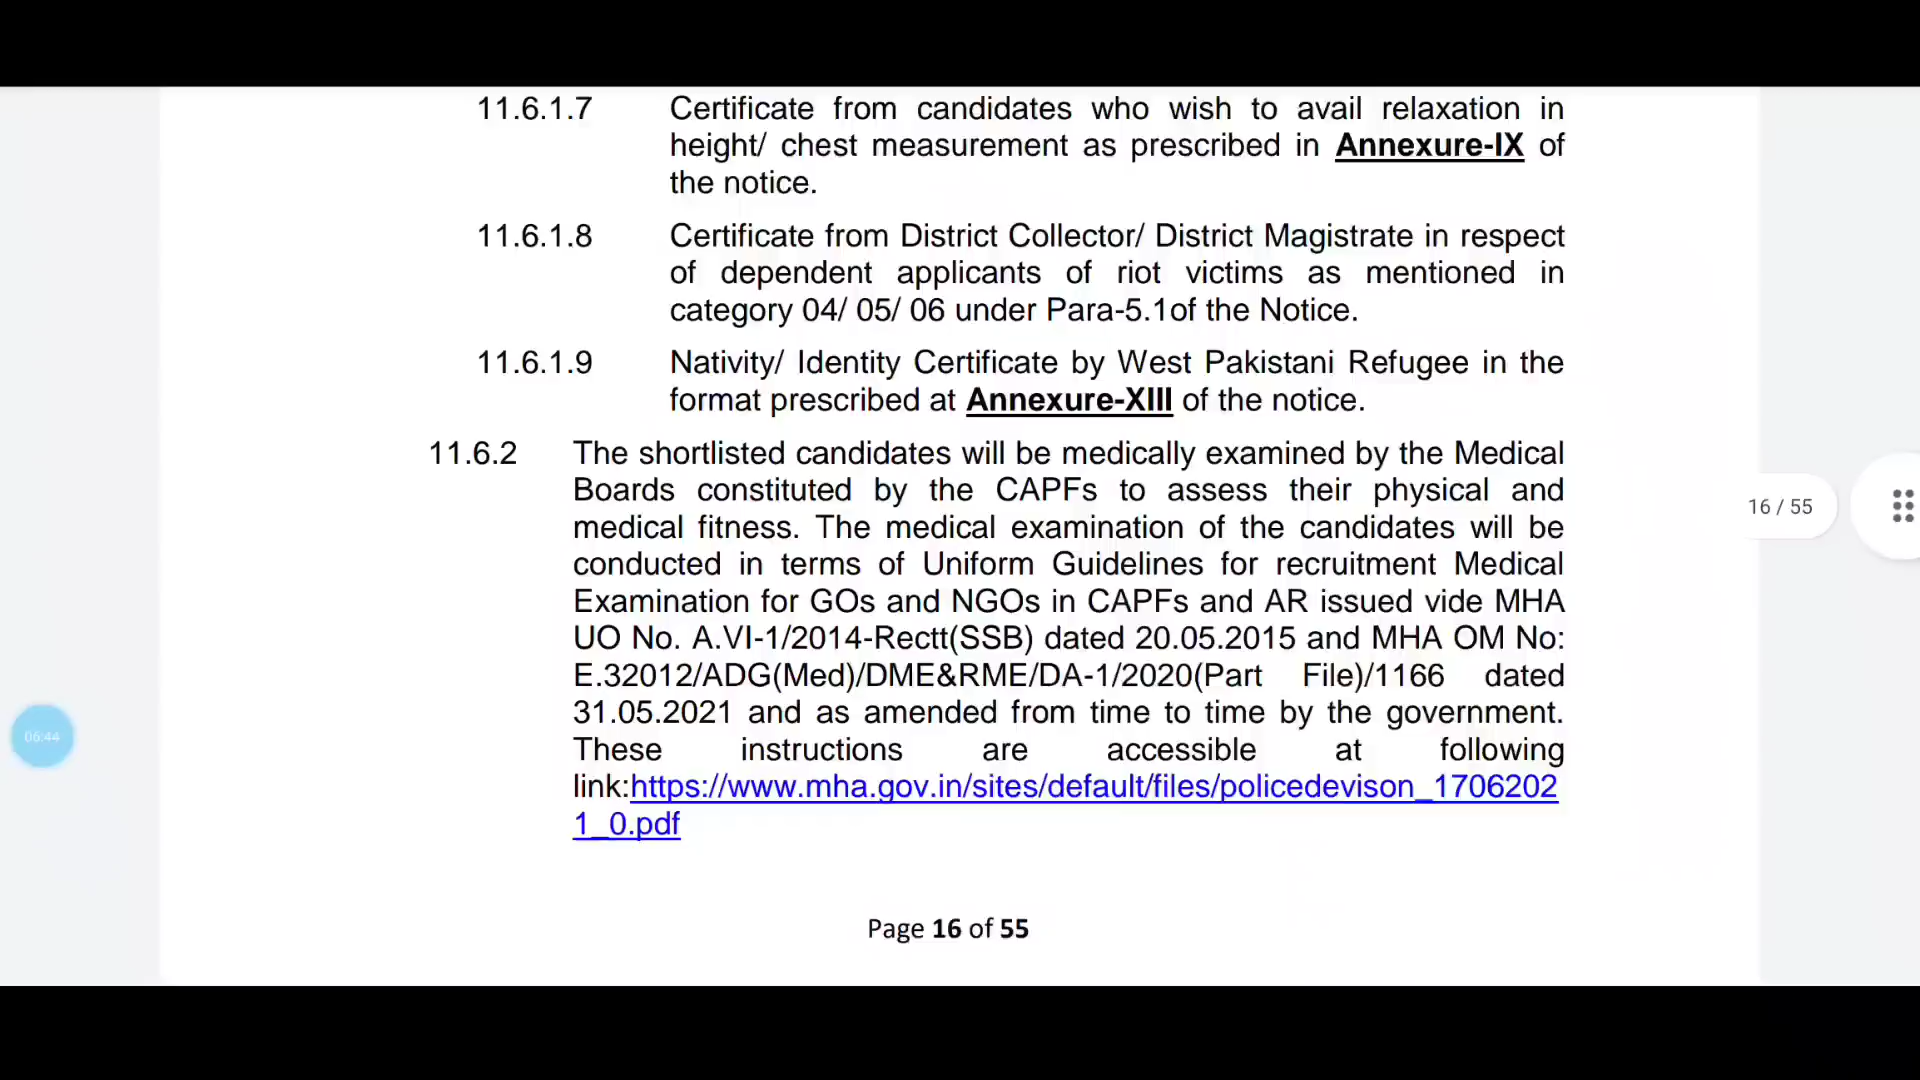 11.6.1.7 Certificate from candidates who wish to avail relaxation in
height/ chest measurement as prescribed in Annexure-IX of
the notice.
11.6.1.8 Certificate from District Collector/ District Magistrate in respect
of dependent applicants of riot victims as mentioned in
category 04/ 05/ 06 under Para-5.1of the Notice.
11.6.1.9 Nativity/ Identity Certificate by West Pakistani Refugee in the
format prescribed at Annexure-XIII of the notice.
11.6.2 The shortlisted candidates will be medically examined by the Medical
Boards constituted by the CAPFs to assess their physical and
medical fitness. The medical examination of the candidates will be
conducted in terms of Uniform Guidelines for recruitment Medical
Examination for GOs and NGOs in CAPFs and AR issued vide MHA
UO No. A.VI-1/2014-Rectt(SSB) dated 20.05.2015 and MHA OM No:
E.32012/ADG(Med)/DME&RME/DA-1/2020(Part File)/1166 dated
31.05.2021 and as amended from time to time by the government.
These instructions are accessible at following
link:https://www.mha.gov.in/sites/default/files/policedevison_1706202
1_0.pdf
Page 16 of 55
16 / 55
06:44